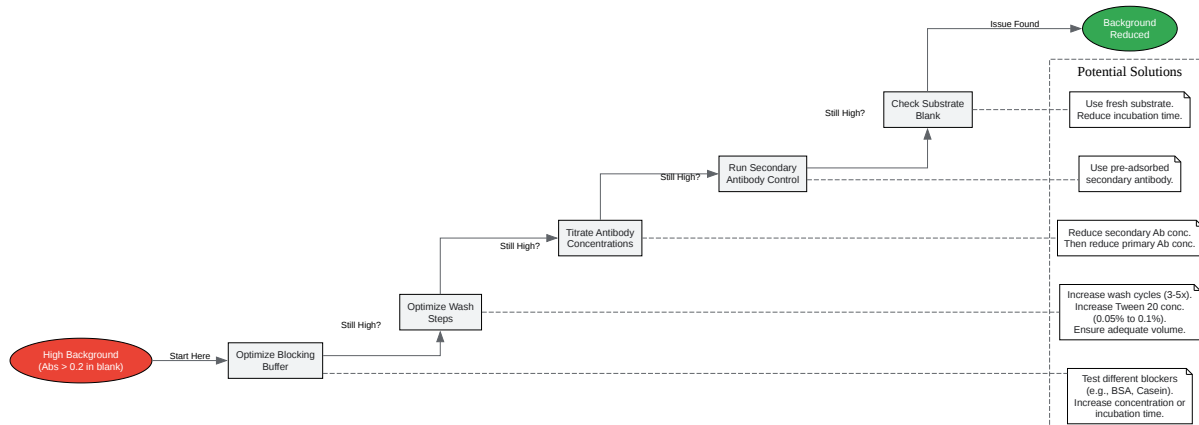 Issue Found
Background
Reduced
Potential Solutions
Check Substrate
Blank
Still High?
Use fresh substrate.
Reduce incubation time.
Run Secondary
Antibody Control
Still High?
Use pre-adsorbed
secondary antibody.
Titrate Antibody
Concentrations
Still High?
Reduce secondary Ab conc.
Then reduce primary Ab conc.
Optimize Wash
Steps
Still High?
Increase wash cycles (3-5x).
Increase Tween 20 conc.
(0.05% to 0.1%).
Ensure adequate volume.
High Background
(Abs > 0.2 in blank)
Start Here
Optimize Blocking
Buffer
Test different blockers
(e.g., BSA, Casein).
Increase concentration or
incubation time.